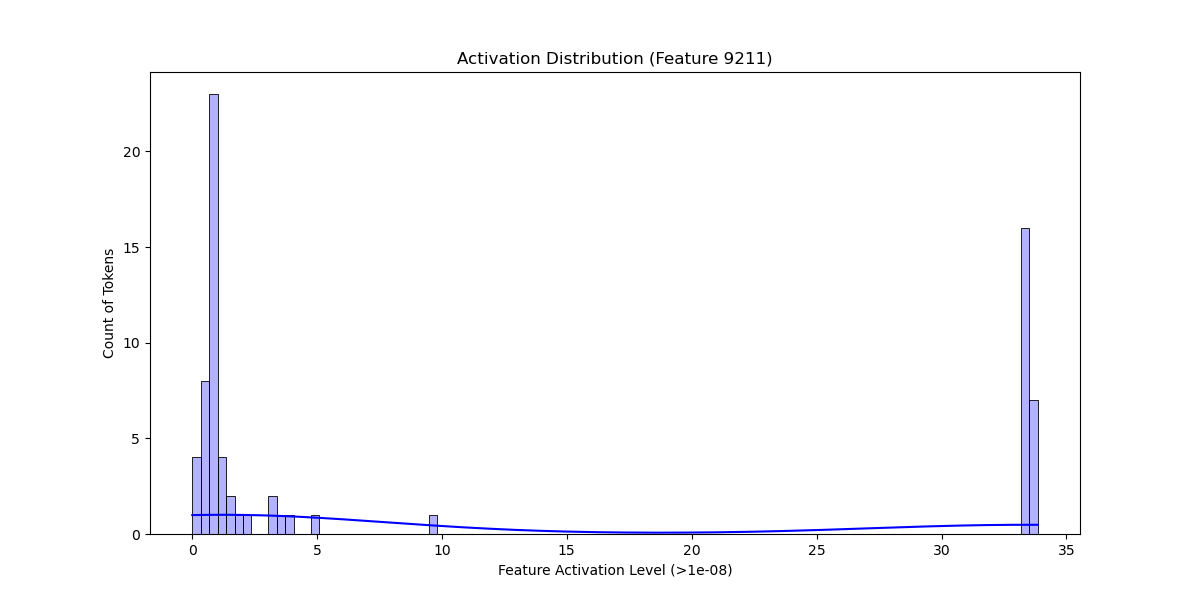 Activation Distribution (Feature 9211)
Count of Tokens
20
15
10
5
0
0 5 10 15 20 25 30 35
Feature Activation Level (>1e-08)